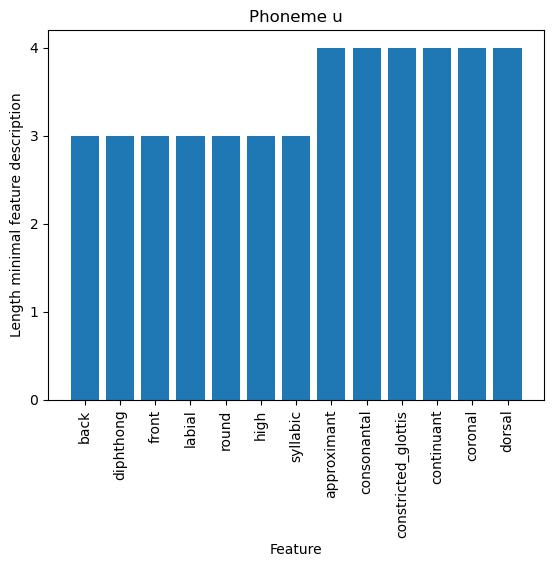 Phoneme u
Length minimal feature description
4
3
2
1
0
back
diphthong
front
labial
round
high
syllabic
approximant
consonantal
constricted_glottis
continuant
coronal
dorsal
Feature